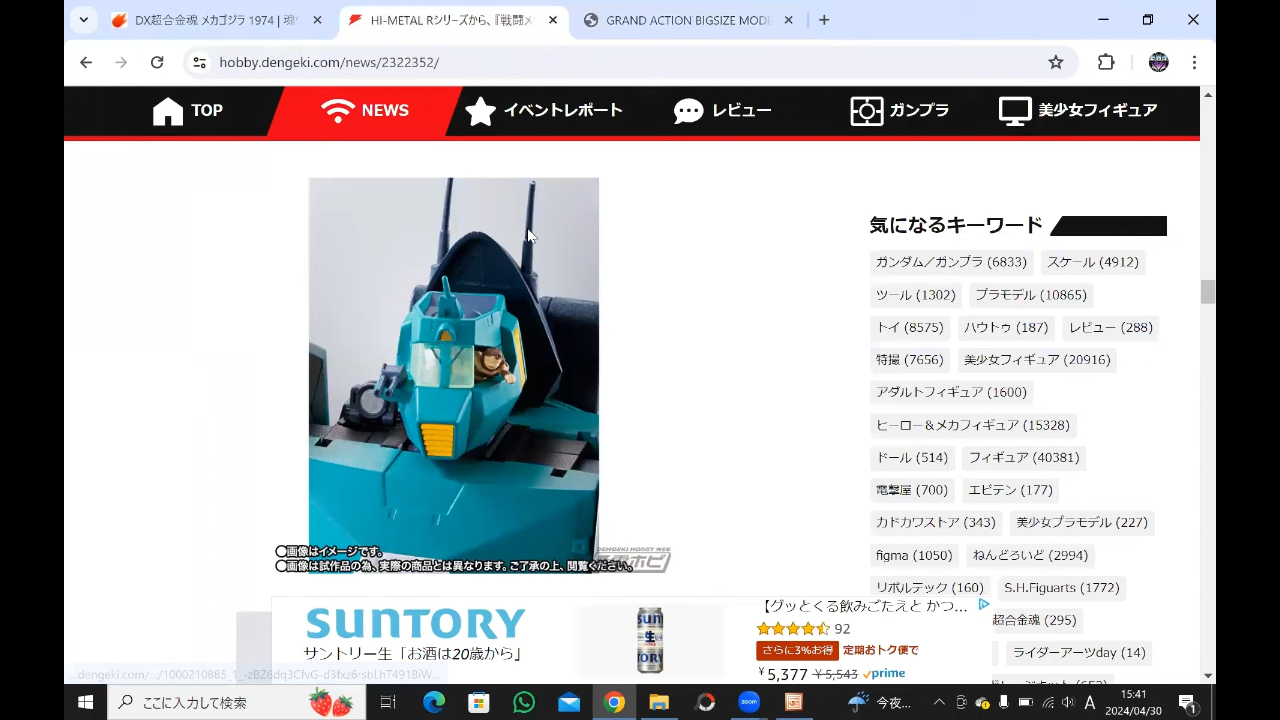 DX超合金魂 メカゴジラ 1974 | 魂
HI-METAL Rシリーズから、『戦闘メ
GRAND ACTION BIGSIZE MODE
hobby.dengeki.com/news/2322352/
TOP
NEWS
イベントレポート
レビュー
ガンプラ
美少女フィギュア
気になるキーワード
ガンダム／ガンプラ (6833)
スケール (4912)
ツール (1302)
プラモデル (10865)
トイ (8575)
ハウトゥ (187)
レビュー (288)
特撮 (7656)
美少女フィギュア (20916)
アダルトフィギュア (1600)
ヒーロー＆メカフィギュア (15328)
ドール (514)
フィギュア (40381)
電撃屋 (700)
エビテン (177)
カドカワストア (343)
美少女プラモデル (227)
figma (1050)
ねんどろいど (2994)
リボルテック (160)
S.H.Figuarts (1772)
超合金魂 (295)
ライダーアーツday (14)
●画像はイメージです。
●画像は試作品の為、実際の商品とは異なります。ご了承の上、閲覧ください。
DENGEKI HOBBY WEB
SUNTORY
サントリー生「お酒は20歳から」
【グッとくる飲みごたえと かつ...
92
さらに3%お得
定期おトク便で
¥5,377 ¥5,543 prime
ここに入力して検索
zoom
今夜...
A
15:41
2024/04/30
1